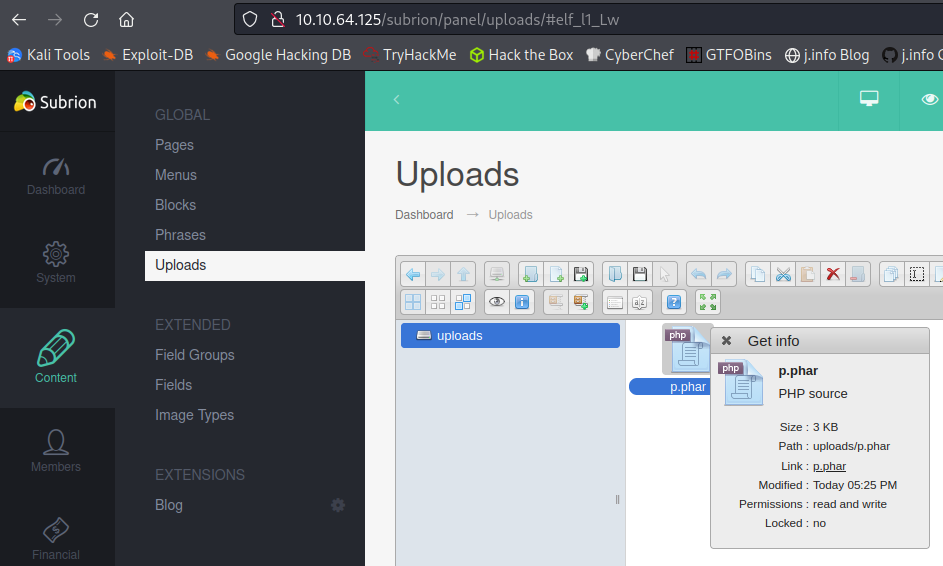 10.10.64.125/subrion/panel/uploads/#elf_l1_Lw
Kali Tools Exploit-DB Google Hacking DB TryHackMe Hack the Box CyberChef GTFOBins j.info Blog j.info
Subrion
Dashboard
System
Content
Members
Financial
GLOBAL
Pages
Menus
Blocks
Phrases
Uploads
EXTENDED
Field Groups
Fields
Image Types
EXTENSIONS
Blog
Uploads
Dashboard → Uploads
uploads
php
p.phar
Get info
php
p.phar
PHP source
Size : 3 KB
Path : uploads/p.phar
Link : p.phar
Modified : Today 05:25 PM
Permissions : read and write
Locked : no